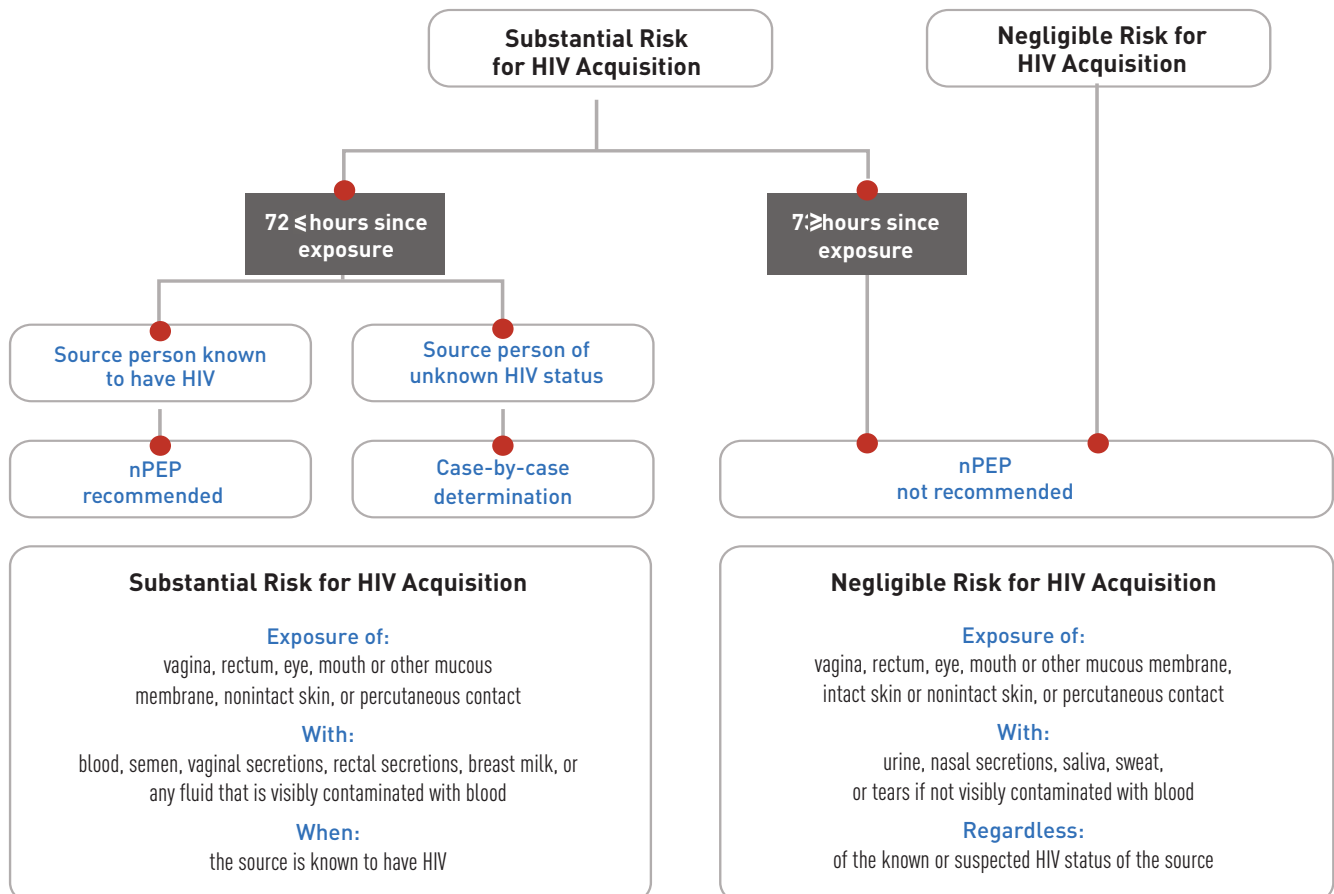 Substantial Risk
for HIV Acquisition
Negligible Risk for
HIV Acquisition
72 ≤hours since
exposure
≥hours since
exposure
Source person known
to have HIV
Source person of
unknown HIV status
nPEP
recommended
Case-by-case
determination
nPEP
not recommended
Substantial Risk for HIV Acquisition
Exposure of:
vagina, rectum, eye, mouth or other mucous
membrane, nonintact skin, or percutaneous contact
With:
blood, semen, vaginal secretions, rectal secretions, breast milk, or
any fluid that is visibly contaminated with blood
When:
the source is known to have HIV
Negligible Risk for HIV Acquisition
Exposure of:
vagina, rectum, eye, mouth or other mucous membrane,
intact skin or nonintact skin, or percutaneous contact
With:
urine, nasal secretions, saliva, sweat,
or tears if not visibly contaminated with blood
Regardless:
of the known or suspected HIV status of the source